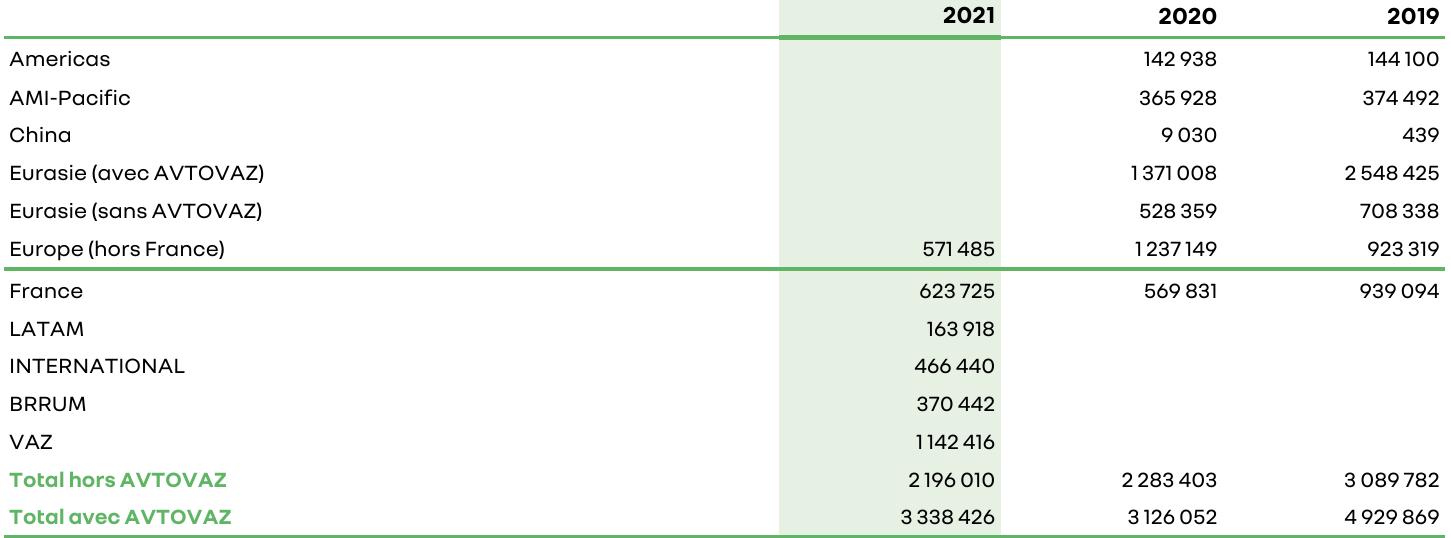 2021 2020 2019
Americas 142 938 144 100
AMI-Pacific 365 928 374 492
China 9 030 439
Eurasie (avec AVTOVAZ) 1 371 008 2 548 425
Eurasie (sans AVTOVAZ) 528 359 708 338
Europe (hors France) 571 485 1 237 149 923 319
France 623 725 569 831 939 094
LATAM 163 918
INTERNATIONAL 466 440
BRRUM 370 442
VAZ 1 142 416
Total hors AVTOVAZ 2 196 010 2 283 403 3 089 782
Total avec AVTOVAZ 3 338 426 3 126 052 4 929 869